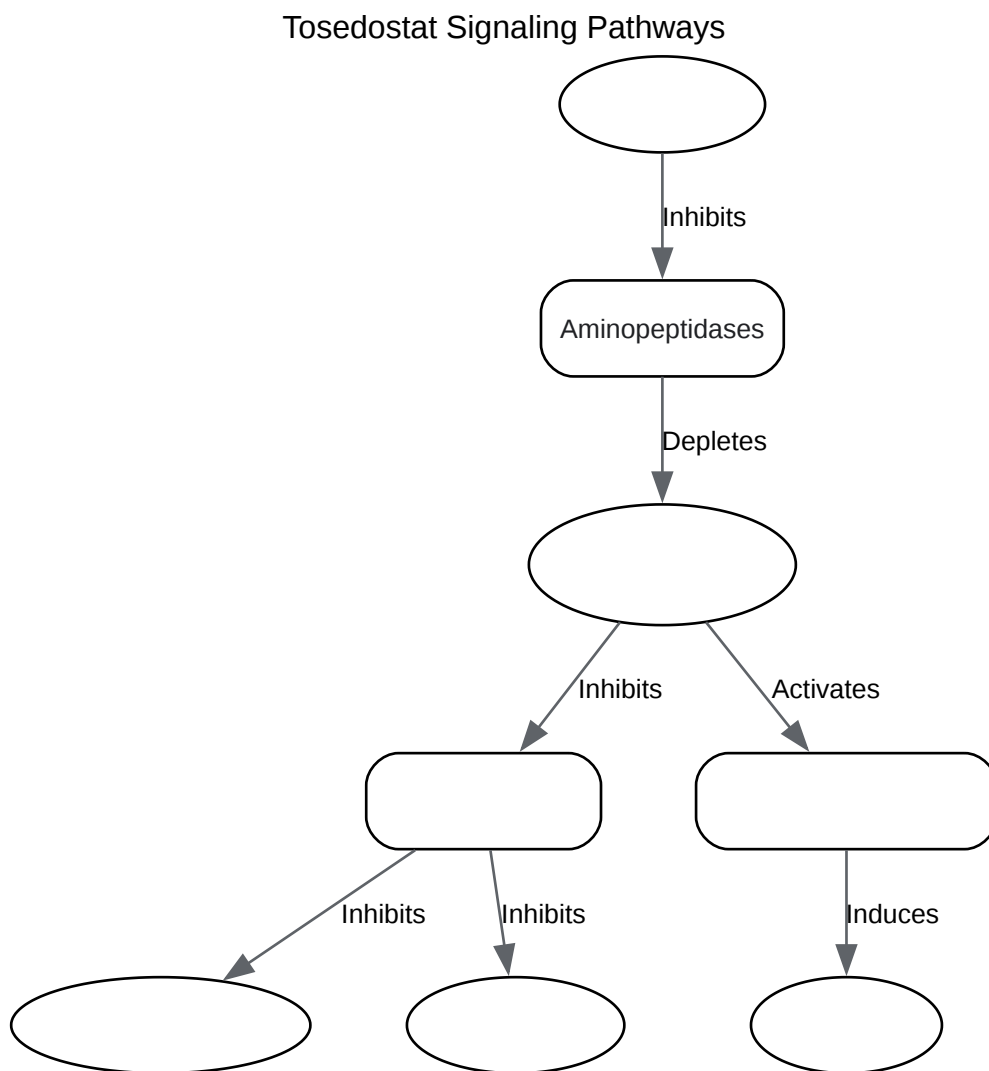 Tosedostat Signaling Pathways
Inhibits
Aminopeptidases
Depletes
Inhibits
Activates
Inhibits
Inhibits
Induces